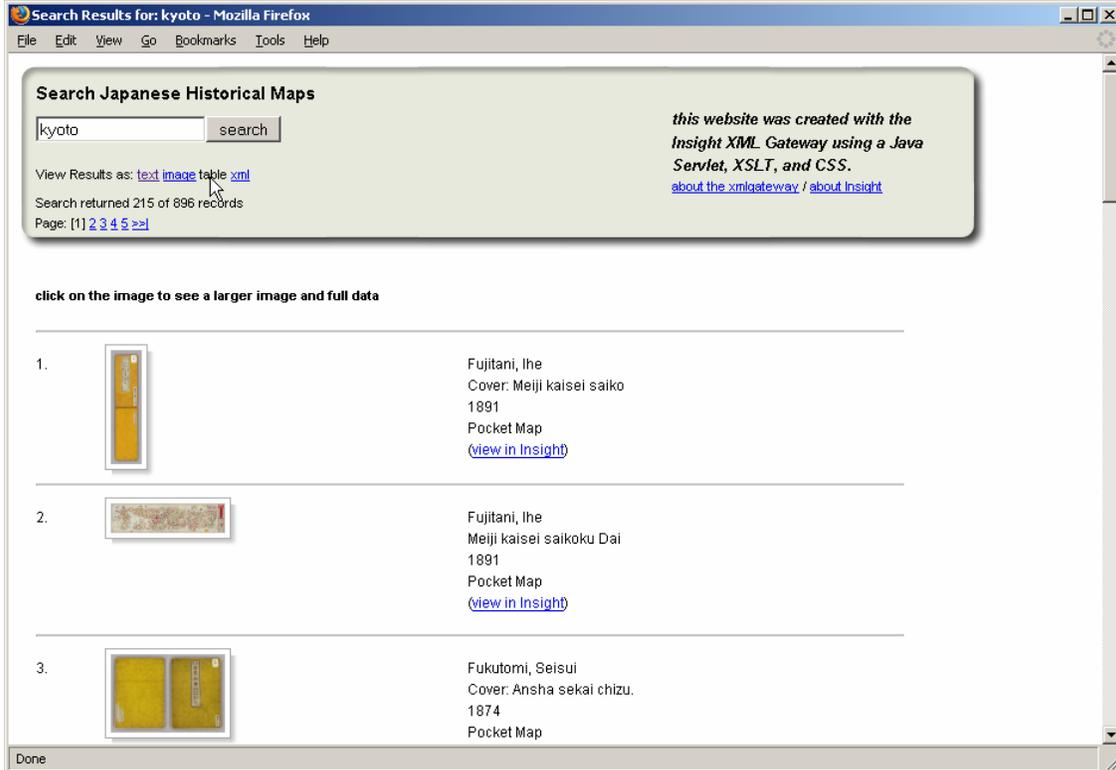 Search Results for: kyoto - Mozilla Firefox
File Edit View Go Bookmarks Tools Help
Search Japanese Historical Maps
kyoto search
View Results as: text image table xml
Search returned 215 of 896 records
Page: [1] 2 3 4 5 >>|
this website was created with the
Insight XML Gateway using a Java
Servlet, XSLT, and CSS.
about the xmlgateway / about Insight
click on the image to see a larger image and full data
1.
Fujitani, Ihe
Cover: Meiji kaisei saiko
1891
Pocket Map
(view in Insight)
2.
Fujitani, Ihe
Meiji kaisei saikoku Dai
1891
Pocket Map
(view in Insight)
3.
Fukutomi, Seisui
Cover: Ansha sekai chizu.
1874
Pocket Map
Done